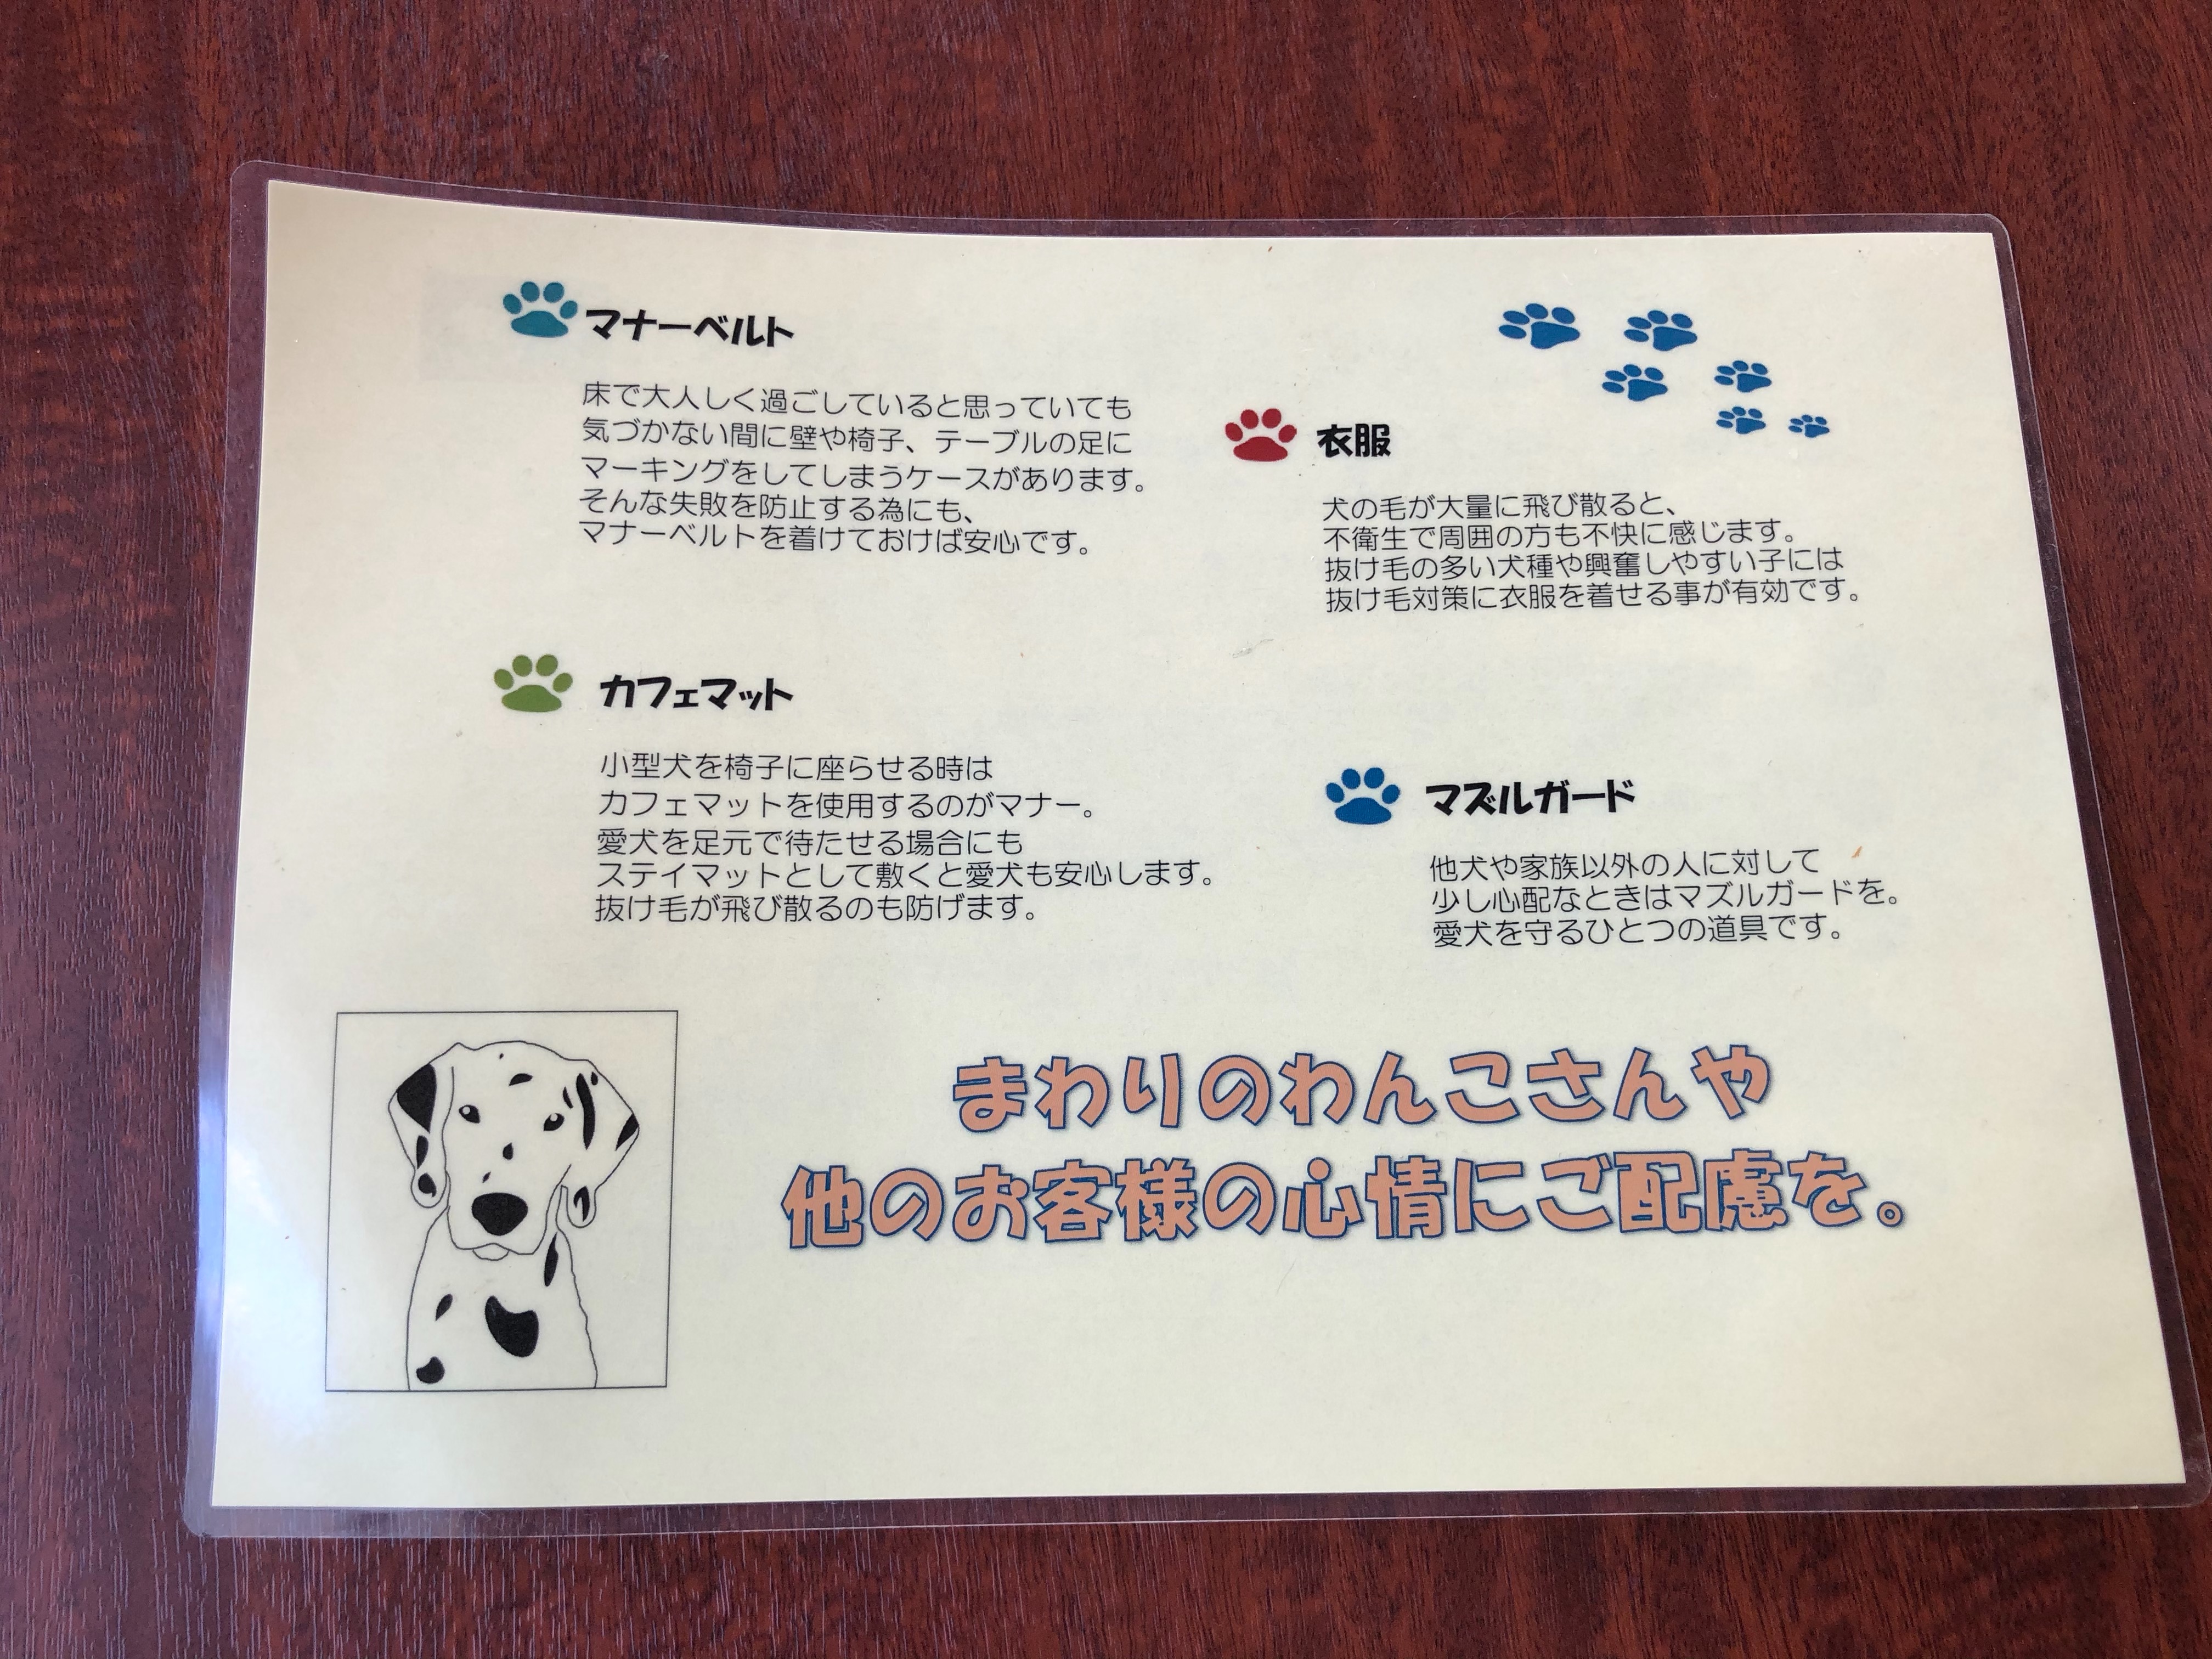 マナーベルト
床で大人しく過ごしていると思っていても
気づかない間に壁や椅子、テーブルの足に
マーキングをしてしまうケースがあります。
そんな失敗を防止する為にも、
マナーベルトを着けておけば安心です。
衣服
犬の毛が大量に飛び散ると、
不衛生で周囲の方も不快に感じます。
抜け毛の多い犬種や興奮しやすい子には
抜け毛対策に衣服を着せる事が有効です。
カフェマット
小型犬を椅子に座らせる時は
カフェマットを使用するのがマナー。
愛犬を足元で待たせる場合にも
ステイマットとして敷くと愛犬も安心します。
抜け毛が飛び散るのも防げます。
マズルガード
他犬や家族以外の人に対して
少し心配なときはマズルガードを。
愛犬を守るひとつの道具です。
まわりのわんこさんや
他のお客様の心情にご配慮を。